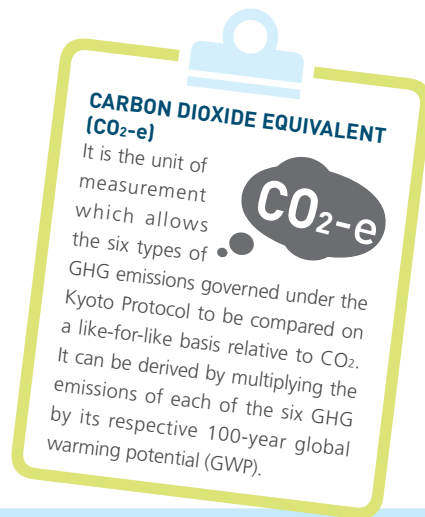 CARBON DIOXIDE EQUIVALENT
(CO₂-e)
It is the unit of
measurement
which allows
the six types of
CO₂-e
GHG emissions governed under the
Kyoto Protocol to be compared on
a like-for-like basis relative to CO₂.
It can be derived by multiplying the
emissions of each of the six GHG
by its respective 100-year global
warming potential (GWP).